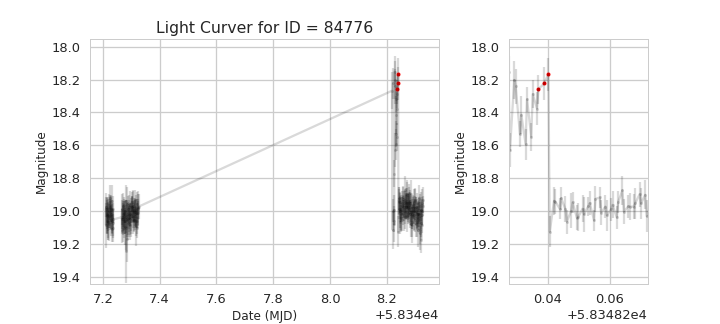 Light Curver for ID = 84776
Magnitude
18.0
18.2
18.4
18.6
18.8
19.0
19.2
19.4
7.2 7.4 7.6 7.8 8.0 8.2
Date (MJD)
+5.834e4
Magnitude
18.0
18.2
18.4
18.6
18.8
19.0
19.2
19.4
0.04 0.06
+5.83482e4